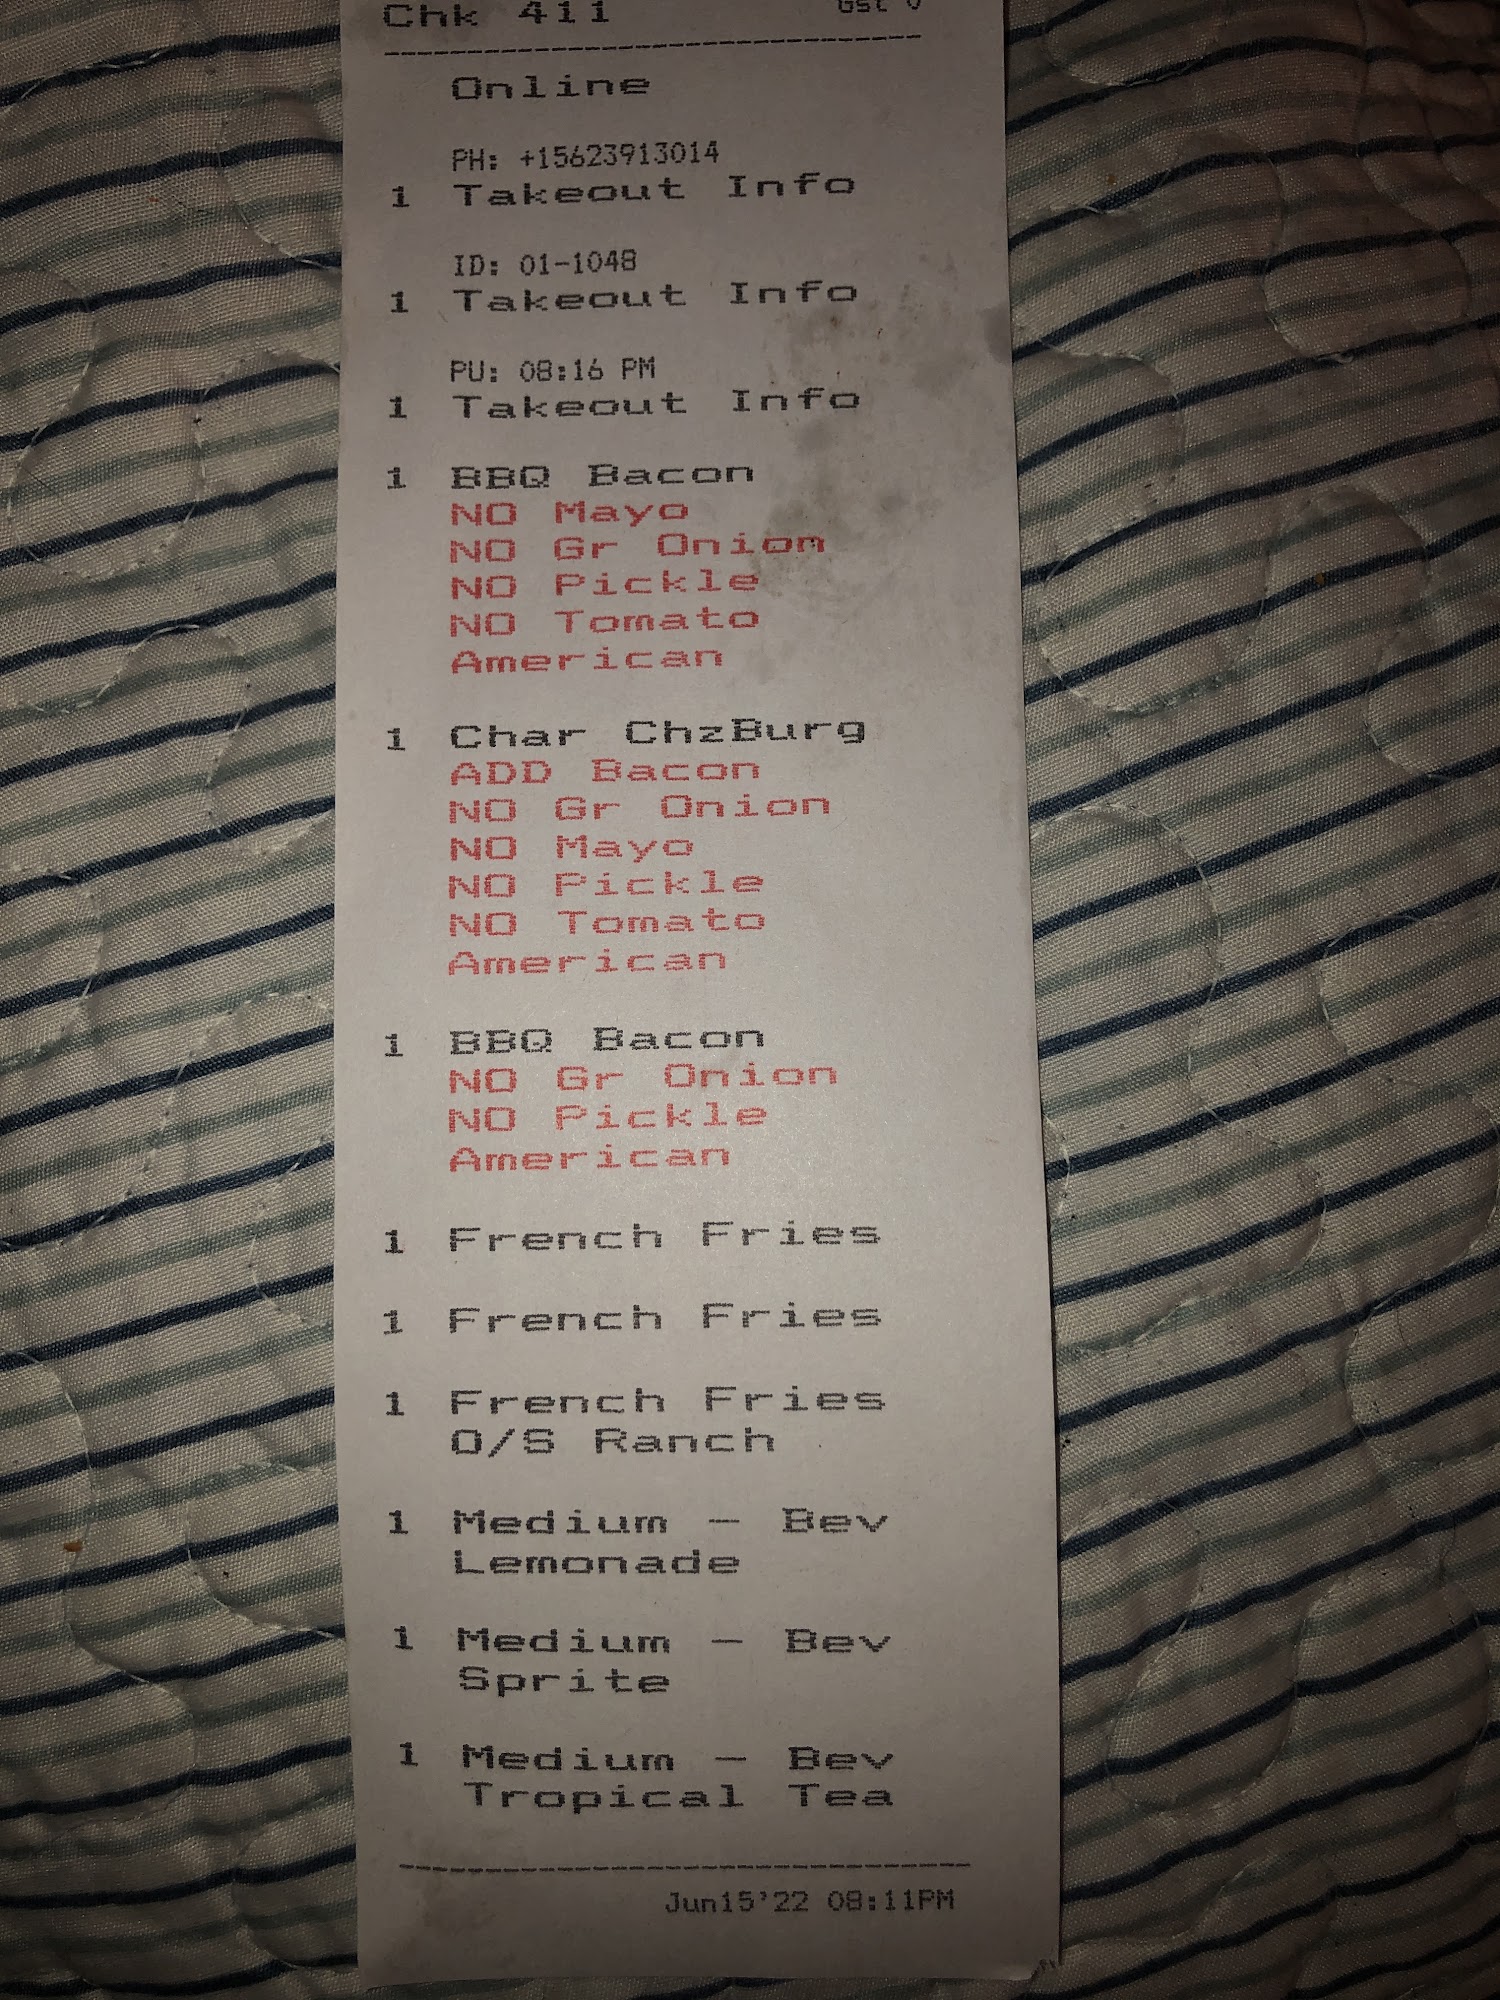 Chk 411 Gst 0
Online
PH: +15623913014
1 Takeout Info
ID: 01-1048
1 Takeout Info
PU: 08:16 PM
1 Takeout Info
1 BBQ Bacon
NO Mayo
NO Gr Onion
NO Pickle
NO Tomato
American
1 Char ChzBurg
ADD Bacon
NO Gr Onion
NO Mayo
NO Pickle
NO Tomato
American
1 BBQ Bacon
NO Gr Onion
NO Pickle
American
1 French Fries
1 French Fries
1 French Fries
O/S Ranch
1 Medium - Bev
Lemonade
1 Medium - Bev
Sprite
1 Medium - Bev
Tropical Tea
Jun15'22 08:11PM